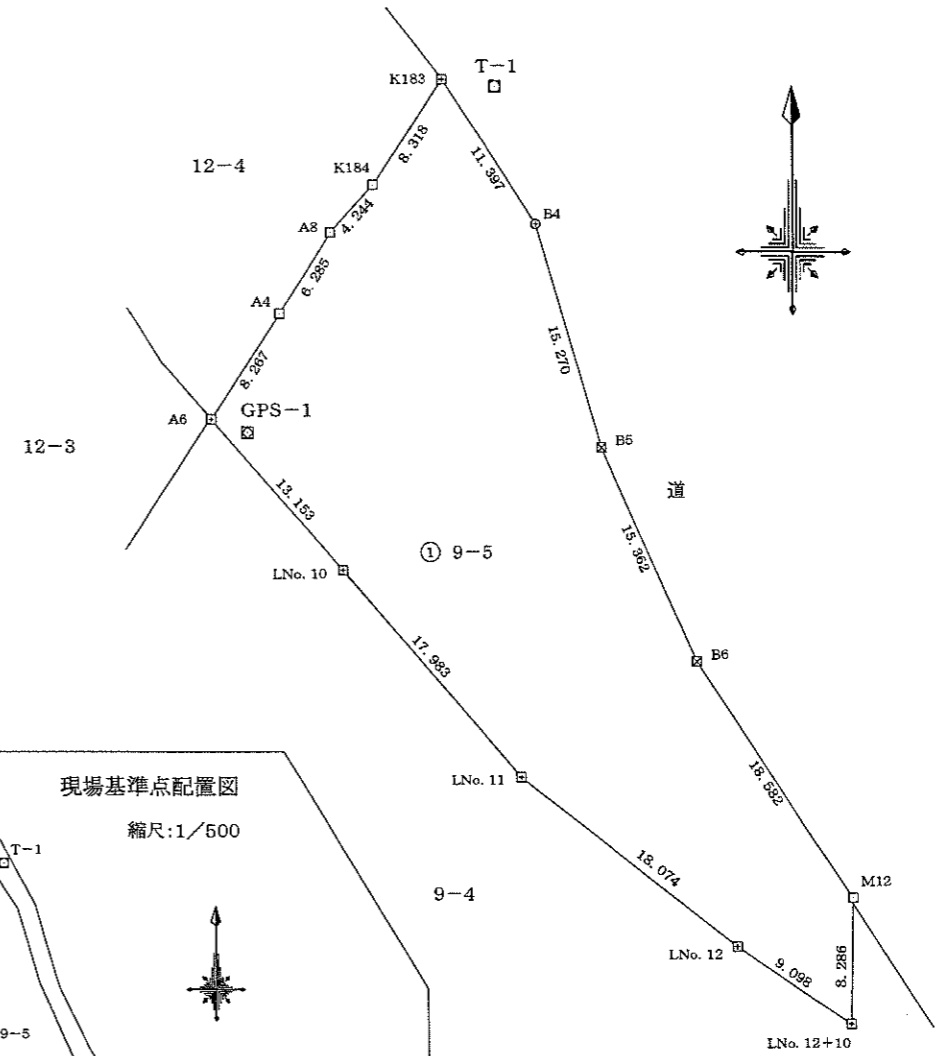 K183
T-1
8.318
11.397
12-4
K184
4.244
A8
B4
6.285
A4
15.270
8.267
GPS-1
A6
12-3
B5
13.153
道
① 9-5
15.362
LNo. 10
17.983
B6
18.582
現場基準点配置図
LNo. 11
縮尺:1/500
T-1
18.074
M12
9-4
LNo. 12
9.098
8.286
9-5
LNo. 12+10